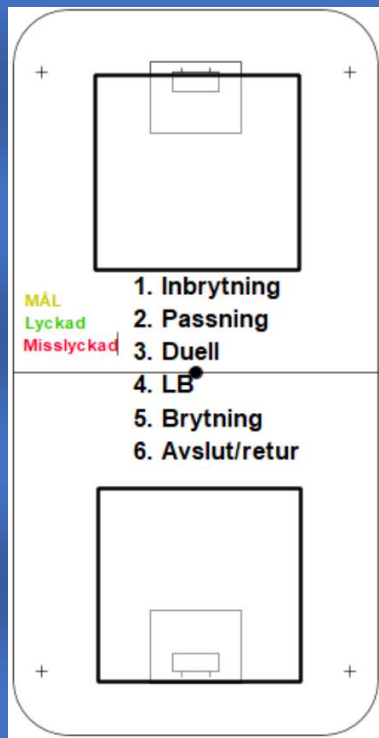 1. Inbrytning
MÅL
2. Passning
Lyckad
Misslyckad
3. Duell
4. LB
5. Brytning
6. Avslut/retur